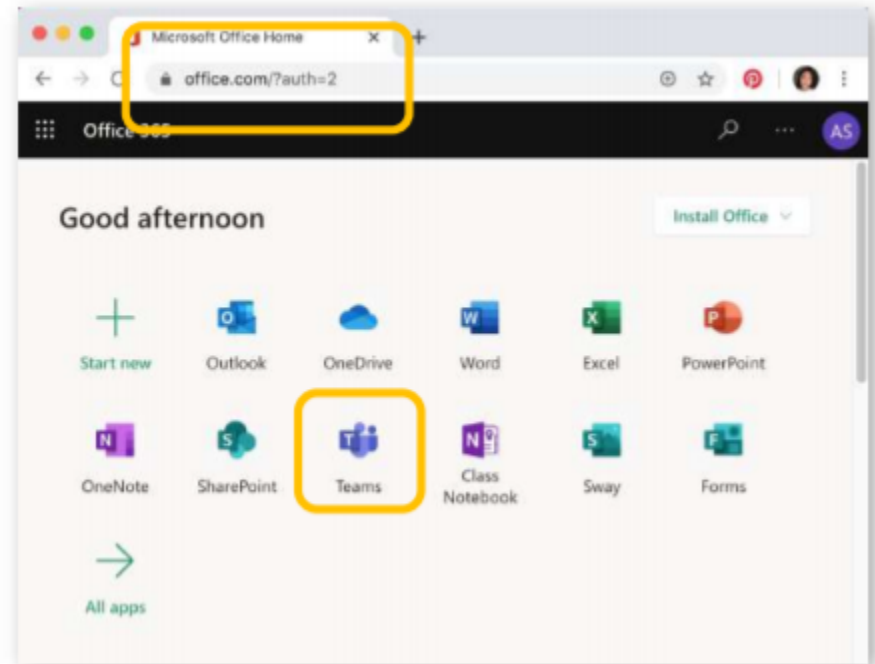 Microsoft Office Home
office.com/?auth=2
Office 365
AS
Good afternoon
Install Office
Start new
Outlook
OneDrive
Word
Excel
PowerPoint
OneNote
SharePoint
Teams
Class
Notebook
Sway
Forms
All apps